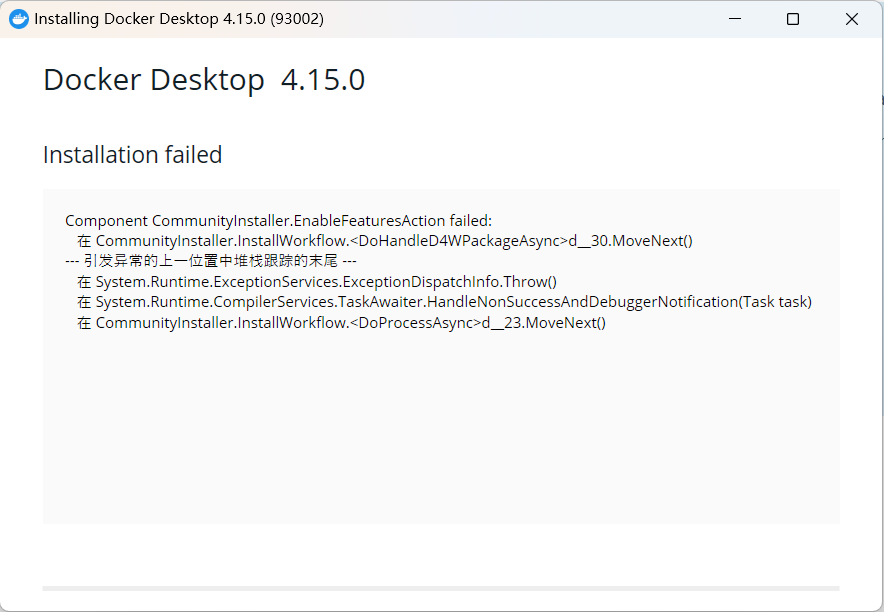 Installing Docker Desktop 4.15.0 (93002)
Docker Desktop 4.15.0
Installation failed
Component CommunityInstaller.EnableFeaturesAction failed:
在 CommunityInstaller.InstallWorkflow.<DoHandleD4WPackageAsync>d__30.MoveNext()
--- 引发异常的上一位置中堆栈跟踪的末尾 ---
在 System.Runtime.ExceptionServices.ExceptionDispatchInfo.Throw()
在 System.Runtime.CompilerServices.TaskAwaiter.HandleNonSuccessAndDebuggerNotification(Task task)
在 CommunityInstaller.InstallWorkflow.<DoProcessAsync>d__23.MoveNext()